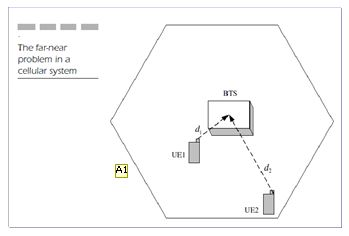 The far-near
problem in a
cellular system
BTS
d1
UE1
A1
d2
UE2